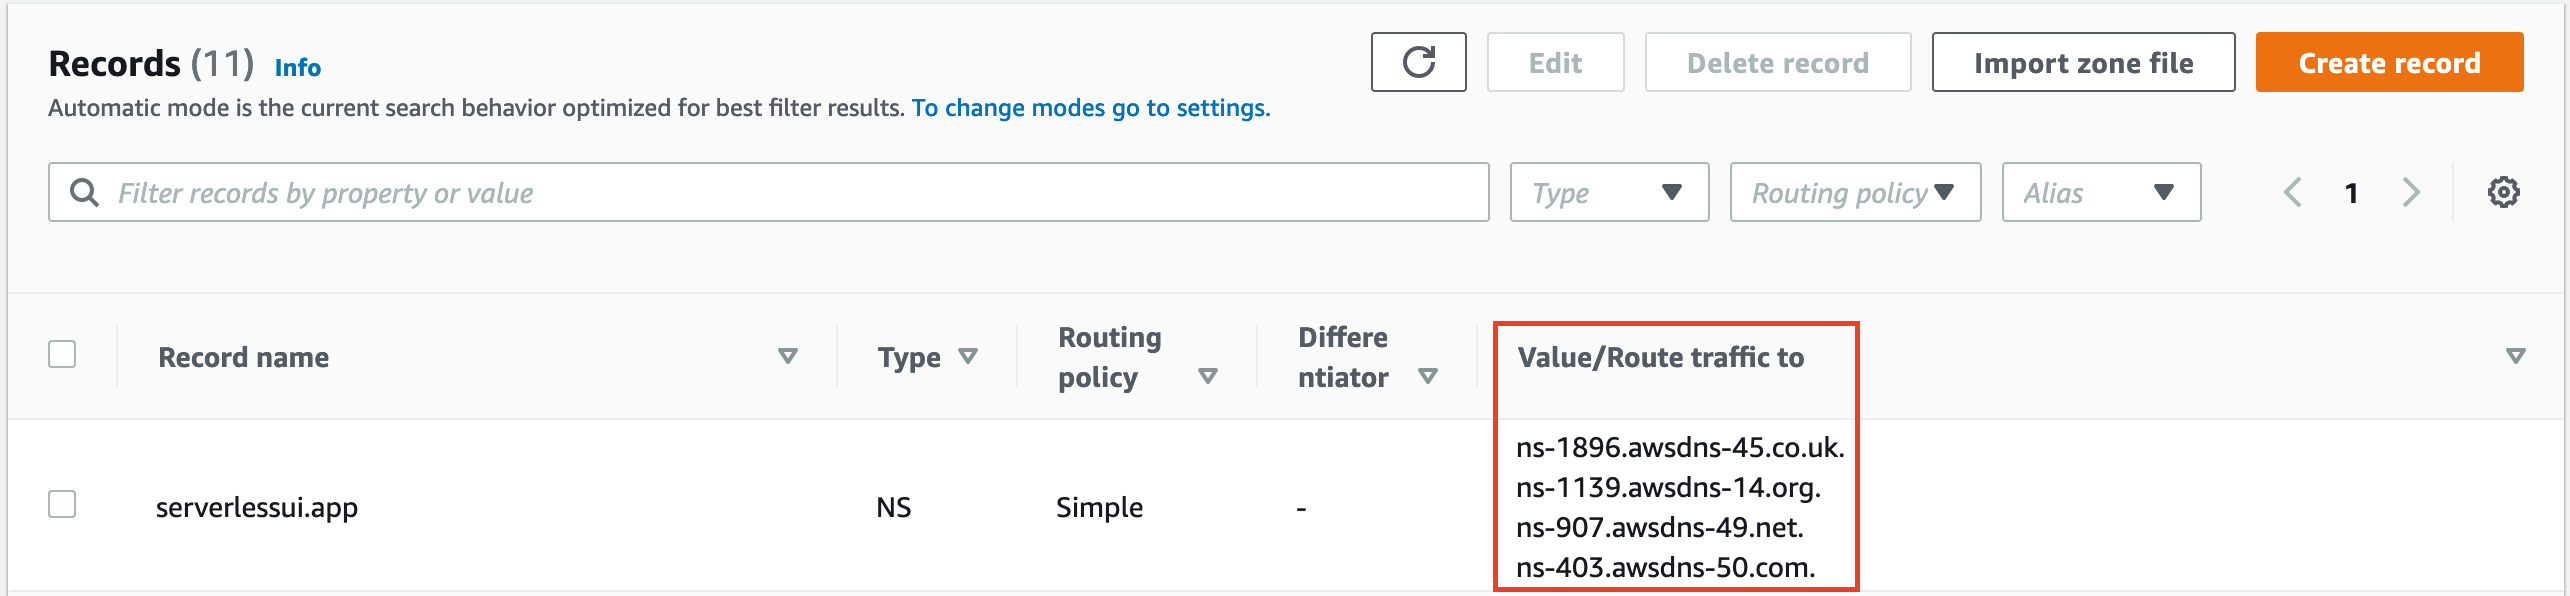 Records (11) Info
Edit
Delete record
Import zone file
Create record
Automatic mode is the current search behavior optimized for best filter results. To change modes go to settings.
Filter records by property or value
Type
Routing policy
Alias
1
Record name
Type
Routing
policy
Differe
ntiator
Value/Route traffic to
serverlessui.app
NS
Simple
-
ns-1896.awsdns-45.co.uk.
ns-1139.awsdns-14.org.
ns-907.awsdns-49.net.
ns-403.awsdns-50.com.